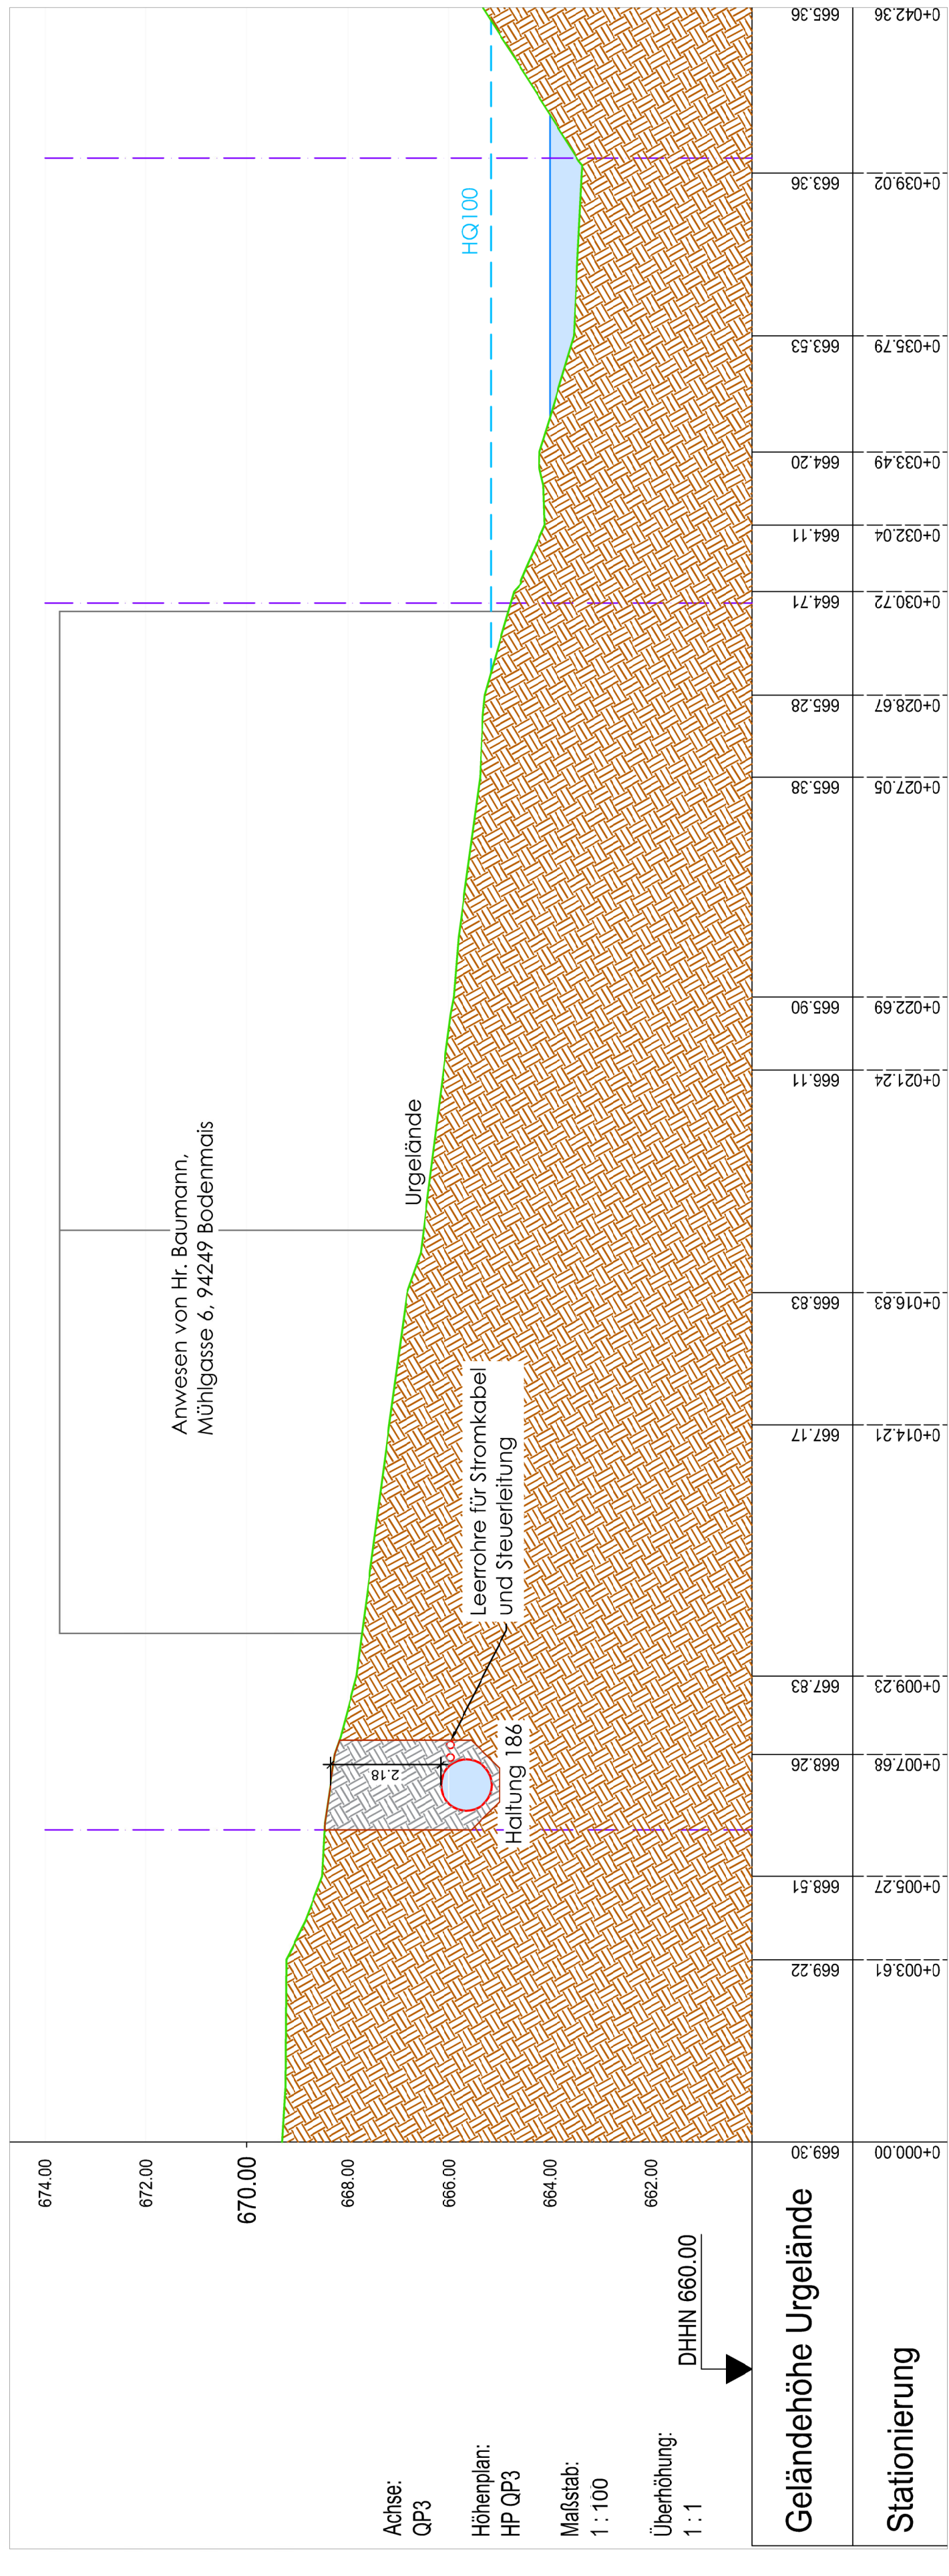 674.00
672.00
670.00
668.00
666.00
664.00
662.00
Anwesen von Hr. Baumann,
Mühlgasse 6, 94249 Bodenmais
Urgelände
HQ100
Leerrohre für Stromkabel
und Steuerleitung
Haltung 186
2.18
Achse:
QP3
Höhenplan:
HP QP3
Maßstab:
1 : 100
Überhöhung:
1 : 1
DHHN 660.00
Geländehöhe Urgelände
669.30
669.22
668.51
668.26
667.83
667.17
666.83
666.11
665.90
665.38
665.28
664.71
664.11
664.20
663.53
663.36
665.36
Stationierung
0+000.00
0+003.61
0+005.27
0+007.68
0+009.23
0+014.21
0+016.83
0+021.24
0+022.69
0+027.05
0+028.67
0+030.72
0+032.04
0+033.49
0+035.79
0+039.02
0+042.36